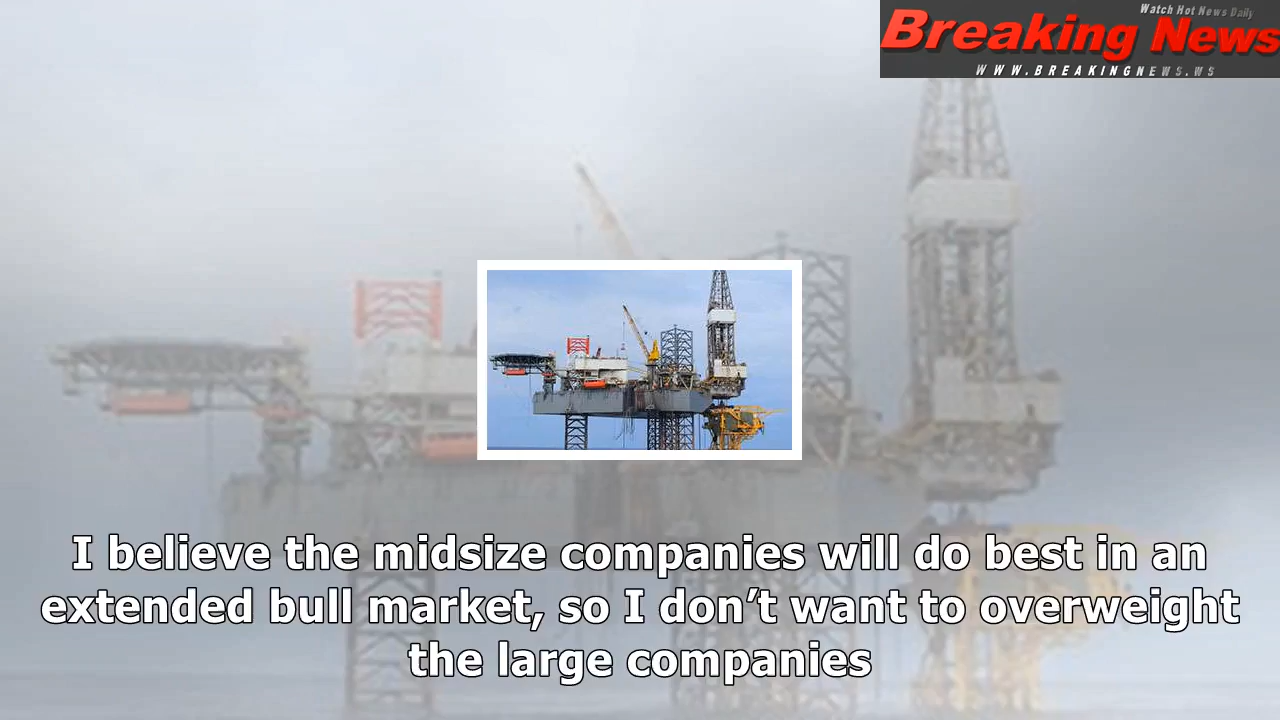 Watch Hot News Daily
Breaking News
WWW.BREAKINGNEWS.WS
I believe the midsize companies will do best in an
extended bull market, so I don’t want to overweight
the large companies